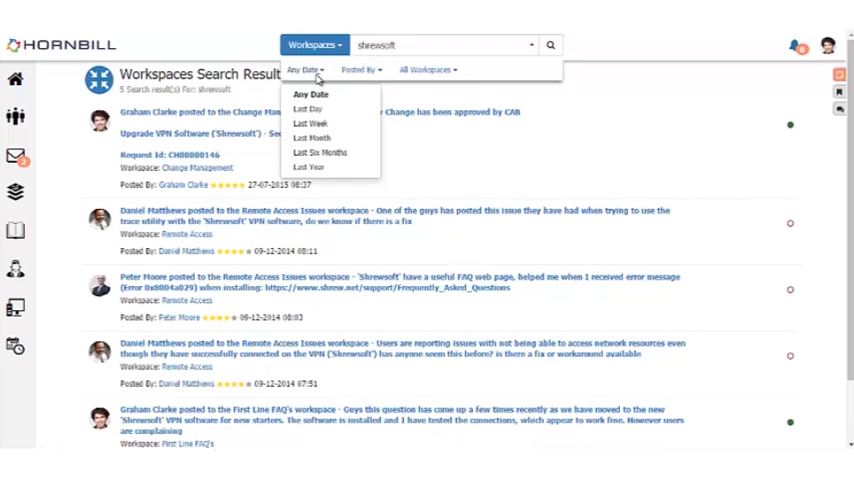 HORNBILL
Workspaces
shrewsoft
8
Any Date
Posted By
All Workspaces
Workspaces Search Result
5 Search result(s) For: shrewsoft
Any Date
Last Day
Last Week
Last Month
Last Six Months
Last Year
Graham Clarke posted to the Change Man
Change has been approved by CAB
Upgrade VPN Software ('Shrewsoft') - Se
Request Id: CH00000146
Workspace: Change Management
Posted By: Graham Clarke 27-07-2015 08:37
2
Daniel Matthews posted to the Remote Access Issues workspace - One of the guys has posted this issue they have had when trying to use the
trace utility with the 'Shrewsoft' VPN software, do we know if there is a fix
Workspace: Remote Access
Posted By: Daniel Matthews 09-12-2014 08:11
Peter Moore posted to the Remote Access Issues workspace - 'Shrewsoft' have a useful FAQ web page, helped me when I received error message
(Error 0x8004a029) when installing: https://www.shrew.net/support/Frequently_Asked_Questions
Workspace: Remote Access
Posted By: Peter Moore 09-12-2014 08:03
Daniel Matthews posted to the Remote Access Issues workspace - Users are reporting issues with not being able to access network resources even
though they have successfully connected on the VPN ('Shrewsoft') has anyone seem this before? is there a fix or workaround available
Workspace: Remote Access
Posted By: Daniel Matthews 09-12-2014 07:51
Graham Clarke posted to the First Line FAQ's workspace - Guys this question has come up a few times recently as we have moved to the new
'Shrewsoft' VPN software for new starters. The software is installed and I have tested the connections, which appear to work fine. However users
are complaining
Workspace: First Line FAQ's